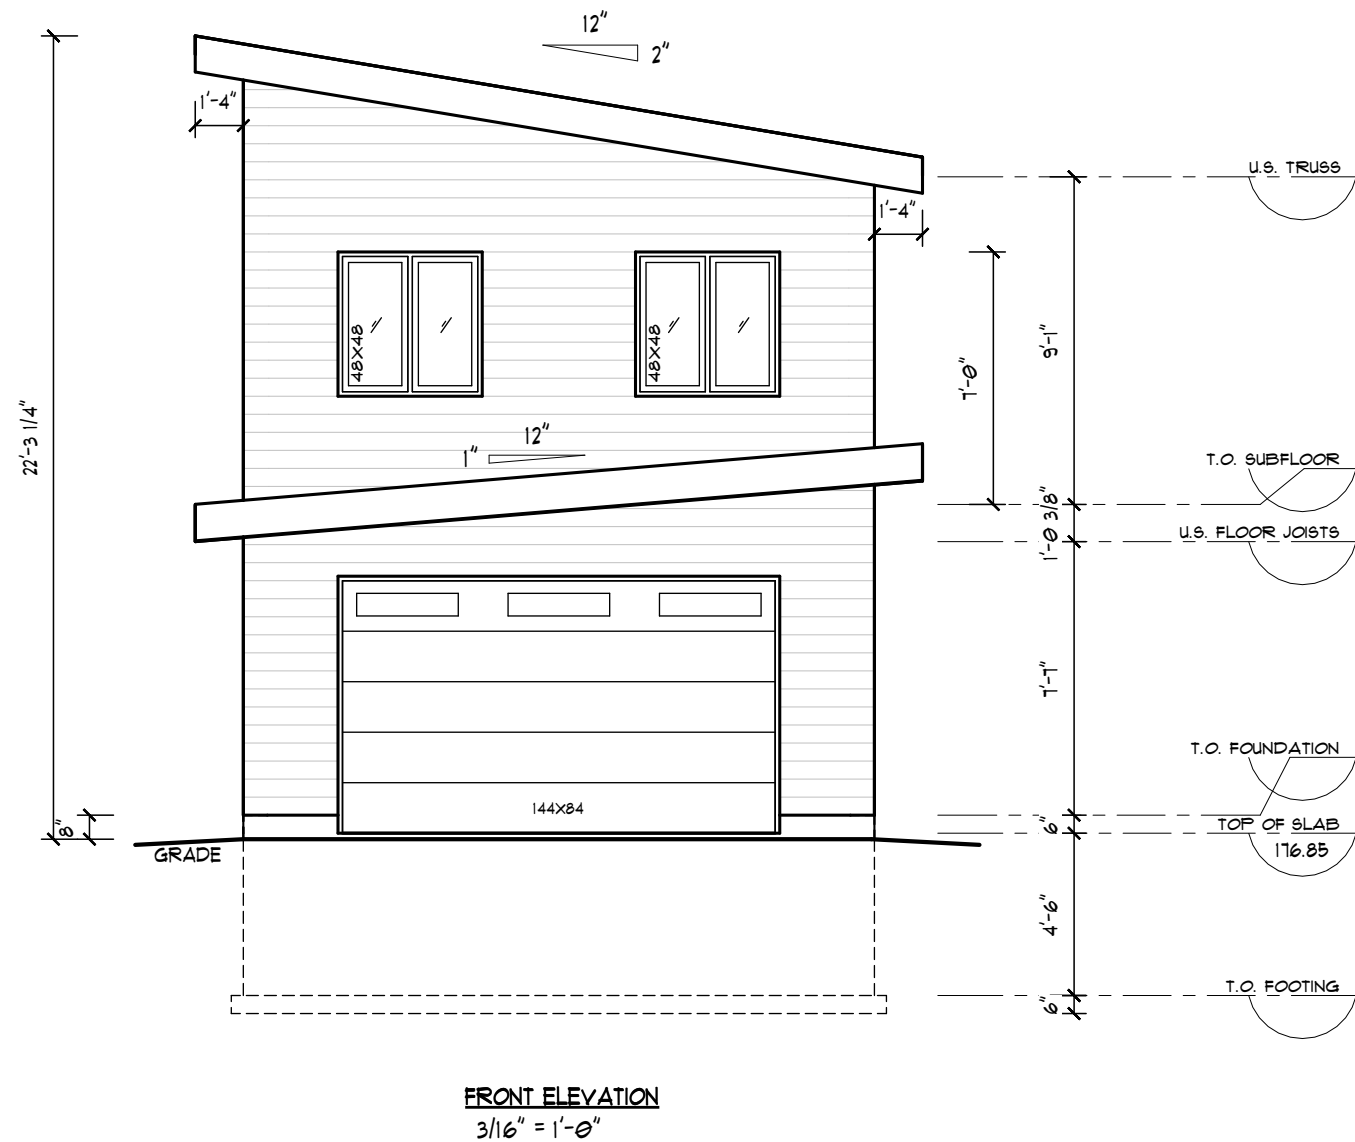 12"
2"
1'-4"
U.S. TRUSS
1'-4"
48X48
48X48
9'-1"
7'-0"
22'-3 1/4"
12"
1"
T.O. SUBFLOOR
1'-0 3/8"
U.S. FLOOR JOISTS
7'-7"
T.O. FOUNDATION
144X84
8"
6"
TOP OF SLAB
176.85
GRADE
4'-6"
T.O. FOOTING
6"
FRONT ELEVATION
3/16" = 1'-0"